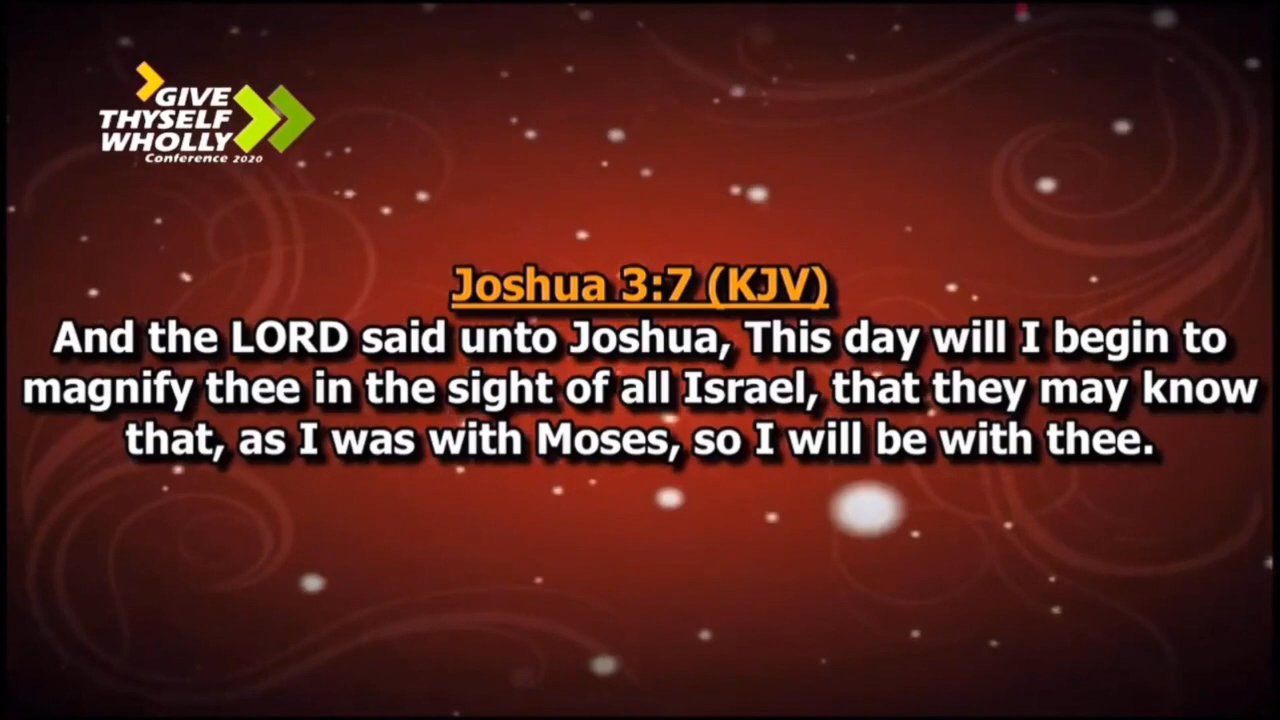 GIVE
THYSELF
WHOLLY
Conference 2020
Joshua 3:7 (KJV)
And the LORD said unto Joshua, This day will I begin to
magnify thee in the sight of all Israel, that they may know
that, as I was with Moses, so I will be with thee.